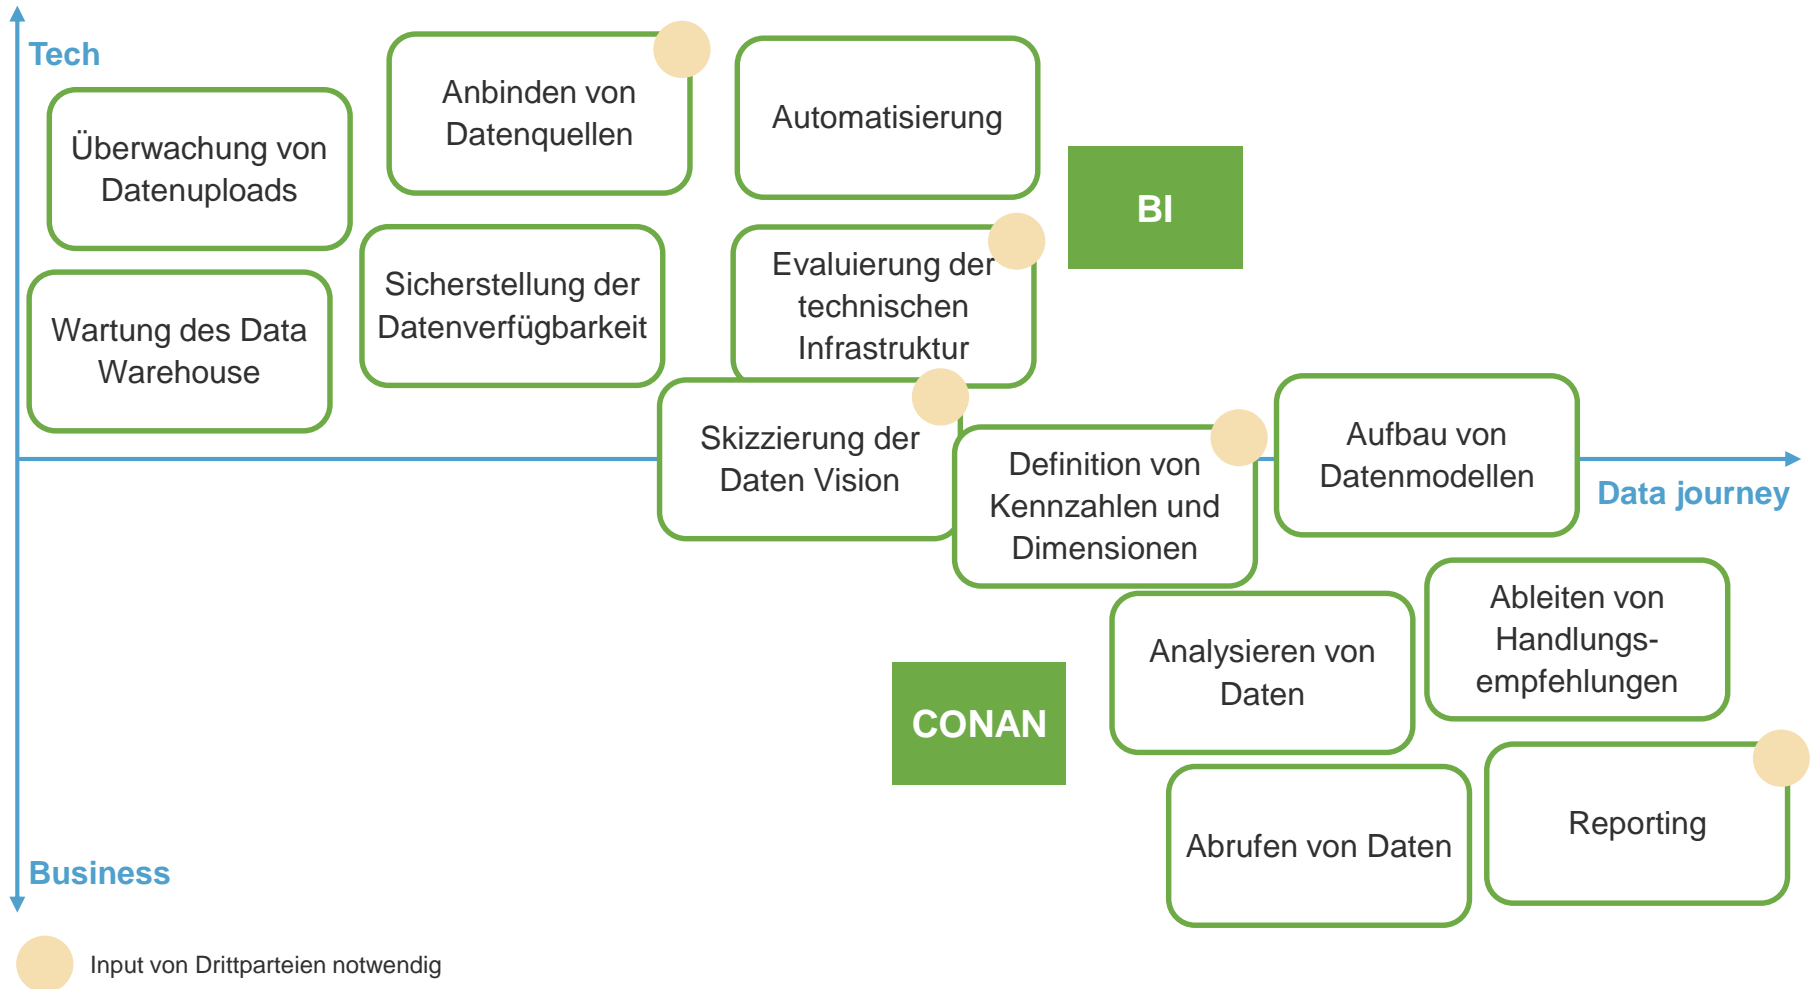 Tech
Anbinden von
Datenquellen
Automatisierung
Überwachung von
Datenuploads
BI
Sicherstellung der
Datenverfügbarkeit
Evaluierung der
technischen
Infrastruktur
Wartung des Data
Warehouse
Skizzierung der
Daten Vision
Definition von
Kennzahlen und
Dimensionen
Aufbau von
Datenmodellen
Data journey
Ableiten von
Handlungs-
empfehlungen
Analysieren von
Daten
CONAN
Reporting
Abrufen von Daten
Business
Input von Drittparteien notwendig